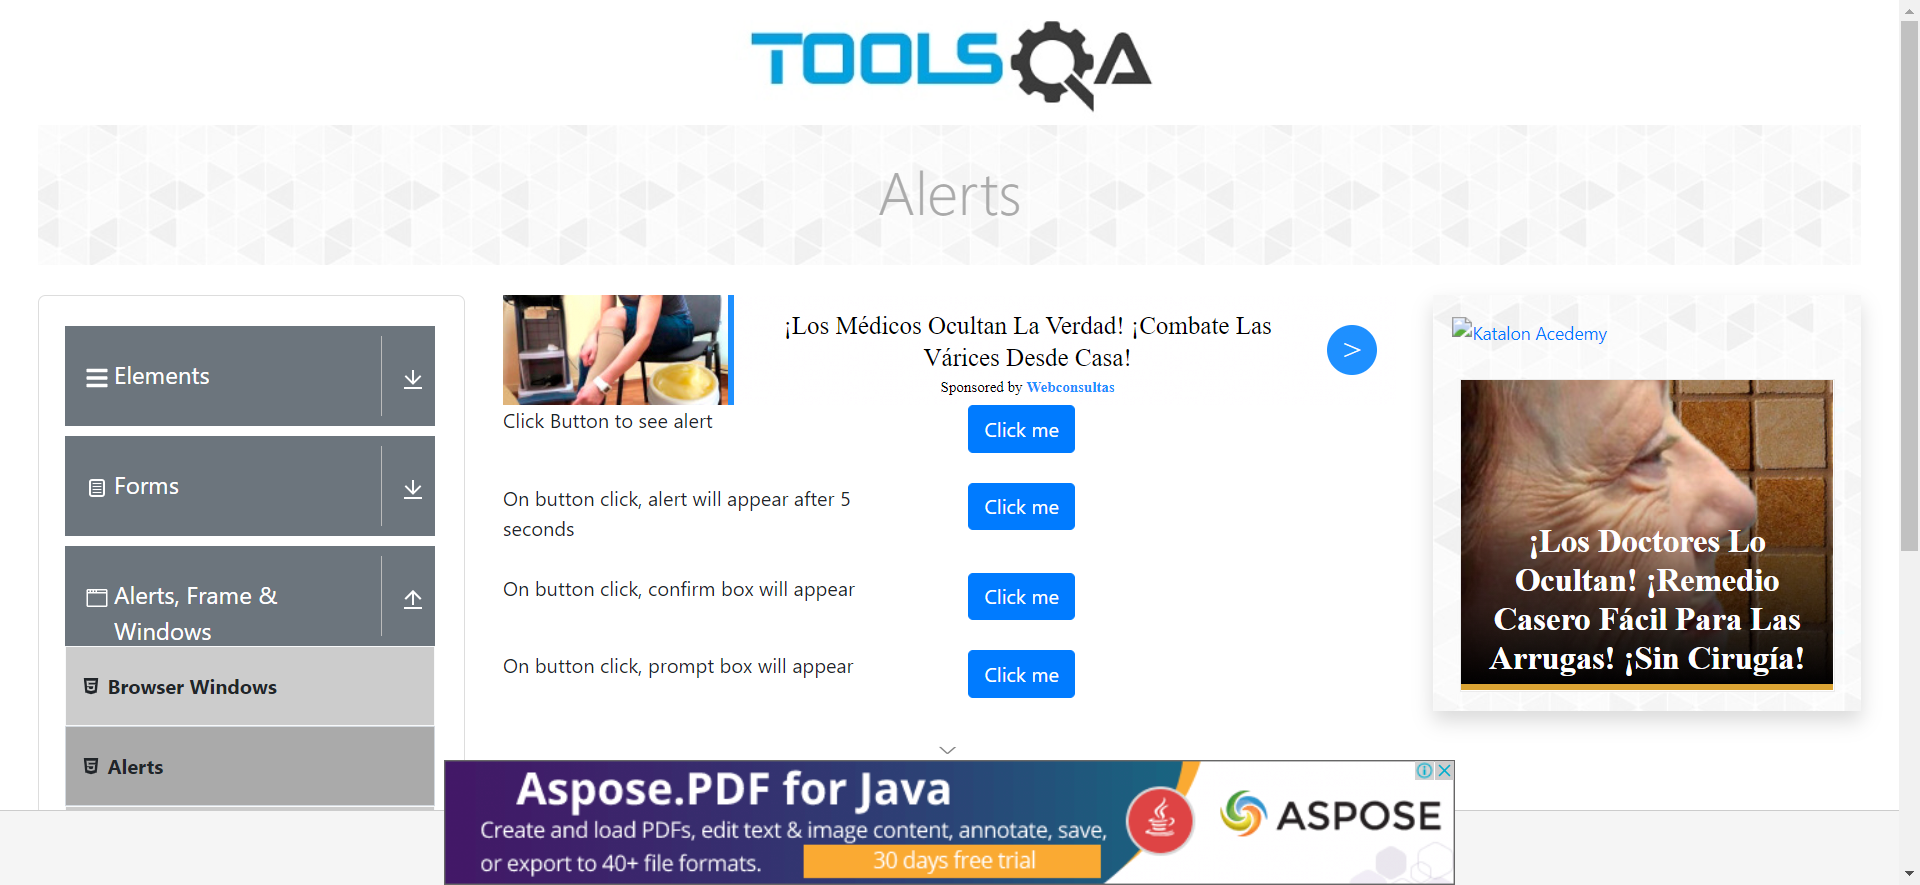 TOOLSQA
Alerts
Elements
Forms
Alerts, Frame &
Windows
Browser Windows
Alerts
¡Los Médicos Ocultan La Verdad! ¡Combate Las
Várices Desde Casa!
Sponsored by Webconsultas
>
Click Button to see alert
Click me
On button click, alert will appear after 5
seconds
Click me
On button click, confirm box will appear
Click me
On button click, prompt box will appear
Click me
Katalon Acedemy
¡Los Doctores Lo
Ocultan! ¡Remedio
Casero Fácil Para Las
Arrugas! ¡Sin Cirugía!
Aspose.PDF for Java
Create and load PDFs, edit text & image content, annotate, save,
or export to 40+ file formats.
30 days free trial
ASPOSE